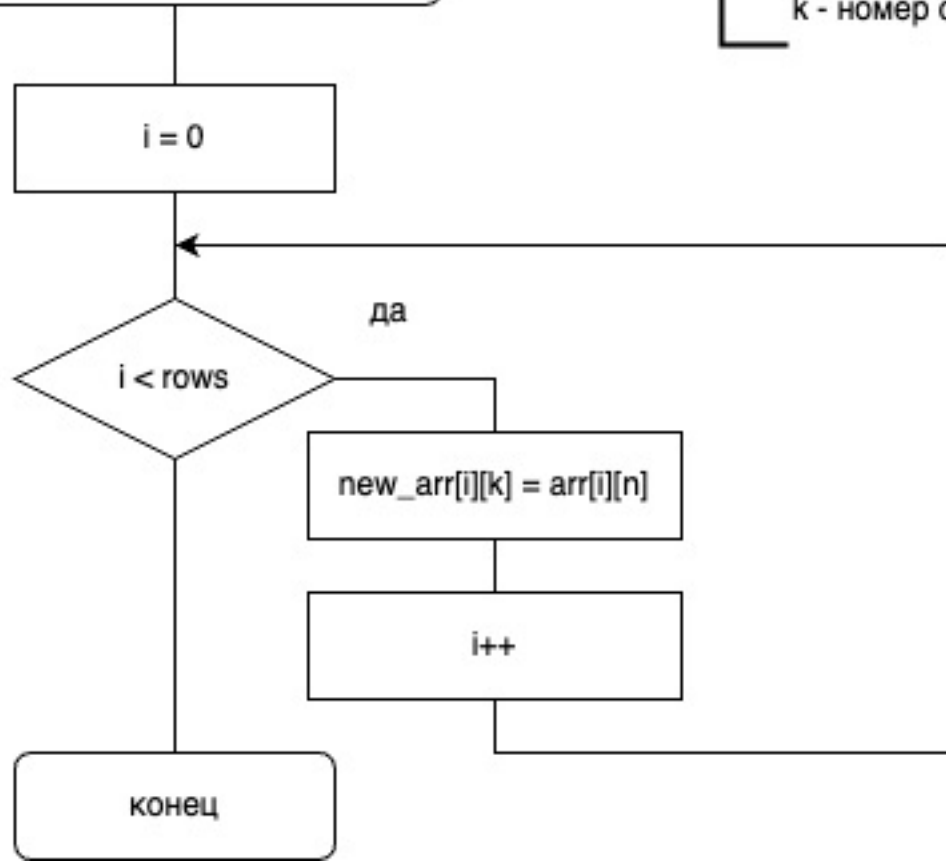 k - номер
i = 0
да
i < rows
new_arr[i][k] = arr[i][n]
i++
конец